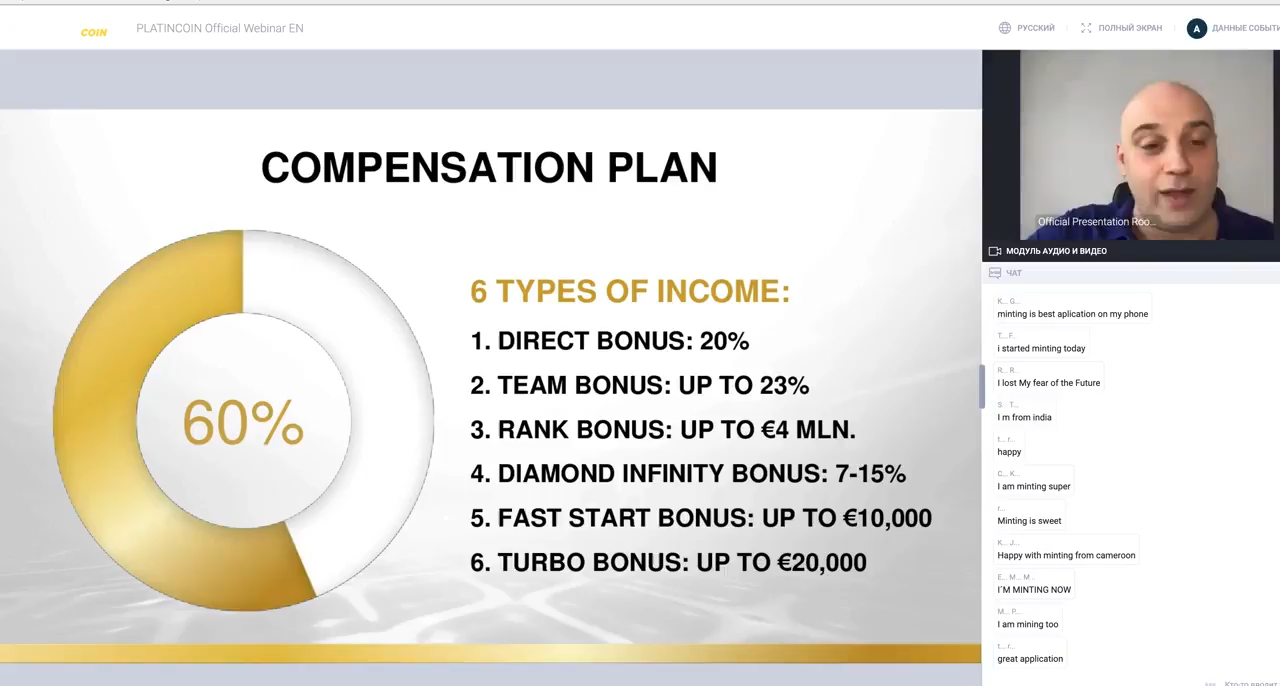 COIN
PLATINCOIN Official Webinar EN
РУССКИЙ
ПОЛНЫЙ ЭКРАН
A
ДАННЫЕ СОБЫТИ
COMPENSATION PLAN
60%
6 TYPES OF INCOME:
1. DIRECT BONUS: 20%
2. TEAM BONUS: UP TO 23%
3. RANK BONUS: UP TO €4 MLN.
4. DIAMOND INFINITY BONUS: 7-15%
5. FAST START BONUS: UP TO €10,000
6. TURBO BONUS: UP TO €20,000
Official Presentation Roo...
МОДУЛЬ АУДИО И ВИДЕО
ЧАТ
K... G...
minting is best aplication on my phone
T... F...
i started minting today
R... R...
I lost My fear of the Future
S T...
I m from india
t... r...
happy
C... K...
I am minting super
r...
Minting is sweet
K... J...
Happy with minting from cameroon
E... M... M...
I´M MINTING NOW
M... P...
I am mining too
t... r...
great application